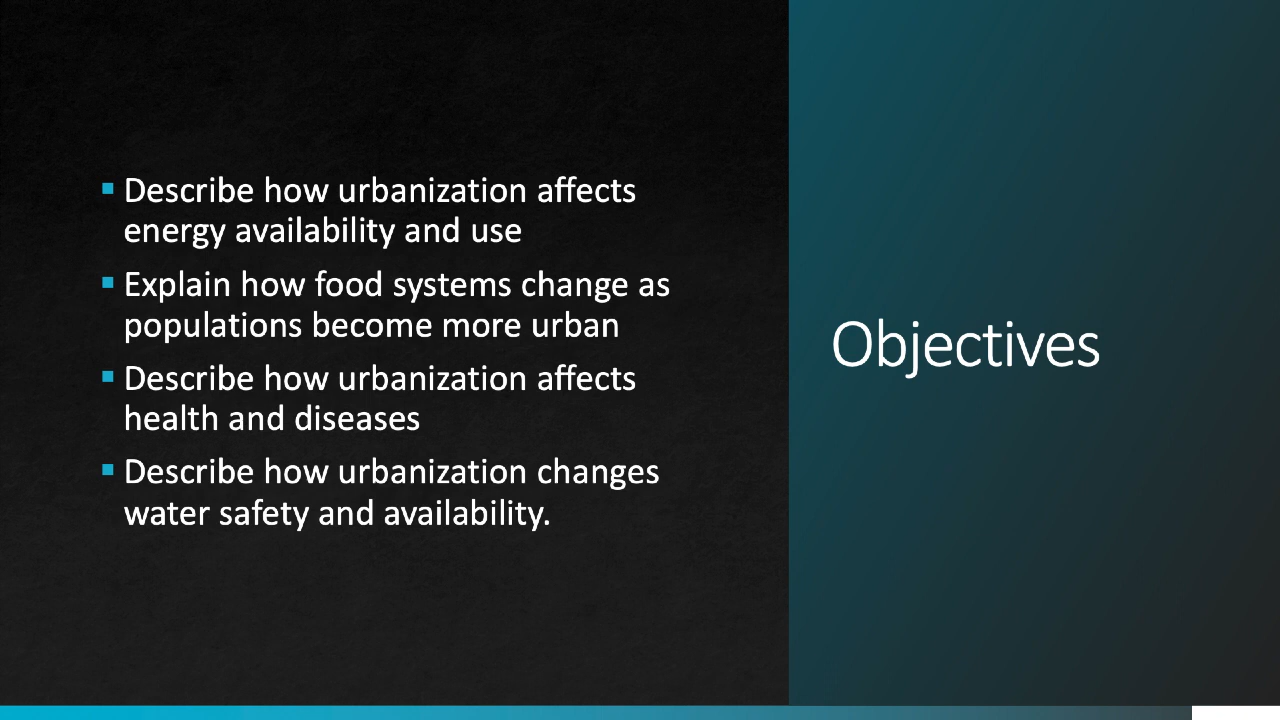 Describe how urbanization affects
energy availability and use
Explain how food systems change as
populations become more urban
Describe how urbanization affects
health and diseases
Describe how urbanization changes
water safety and availability.
Objectives